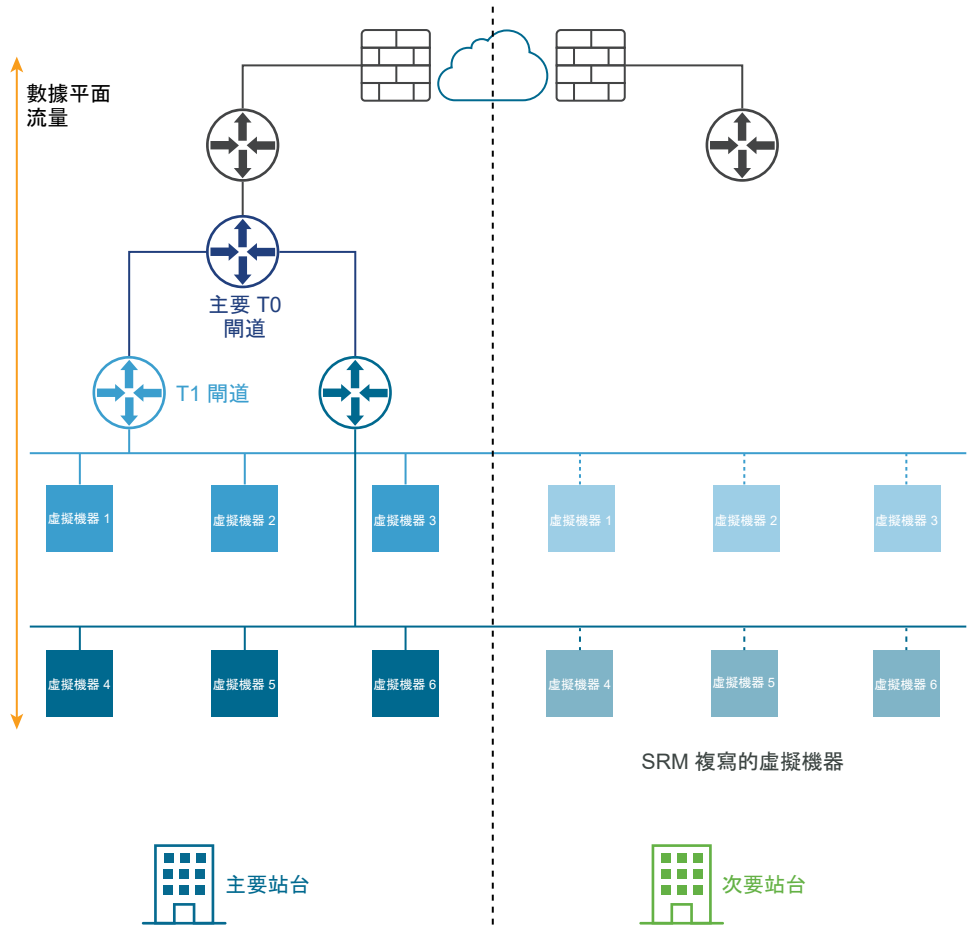 數據平面
流量
主要 T0
閘道
T1 閘道
虛擬機器 1
虛擬機器 2
虛擬機器 3
虛擬機器 1
虛擬機器 2
虛擬機器 3
虛擬機器 4
虛擬機器 5
虛擬機器 6
虛擬機器 4
虛擬機器 5
虛擬機器 6
SRM 複寫的虛擬機器
主要站台
次要站台